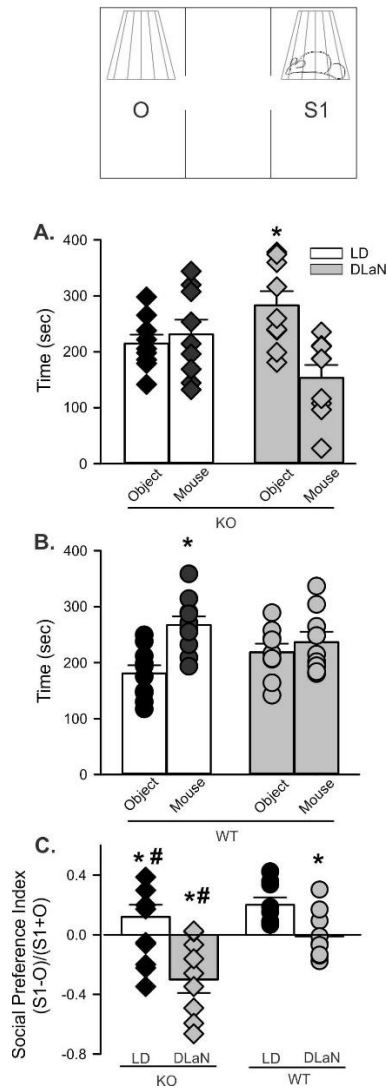 O S1
A.
*
LD
DLaN
400
300
200
100
0
Time (sec)
Object Mouse Object Mouse
KO
B.
*
400
300
200
100
0
Time (sec)
Object Mouse Object Mouse
WT
C.
*# *# *
0.4
0.0
-0.4
-0.8
Social Preference Index
(S1-O)/(S1+O)
LD DLaN LD DLaN
KO WT